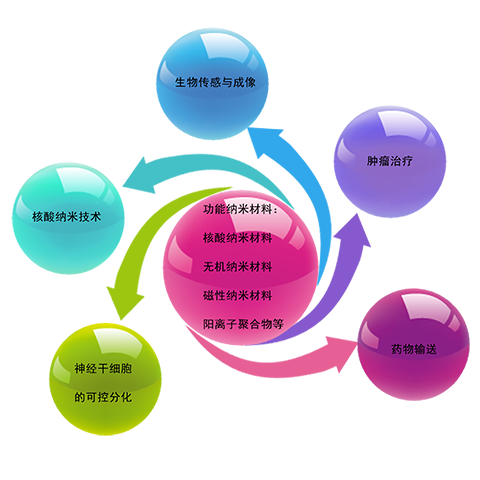 生物传感与成像
肿瘤治疗
核酸纳米技术
功能纳米材料：
核酸纳米材料
无机纳米材料
磁性纳米材料
阳离子聚合物等
药物输送
神经干细胞
的可控分化